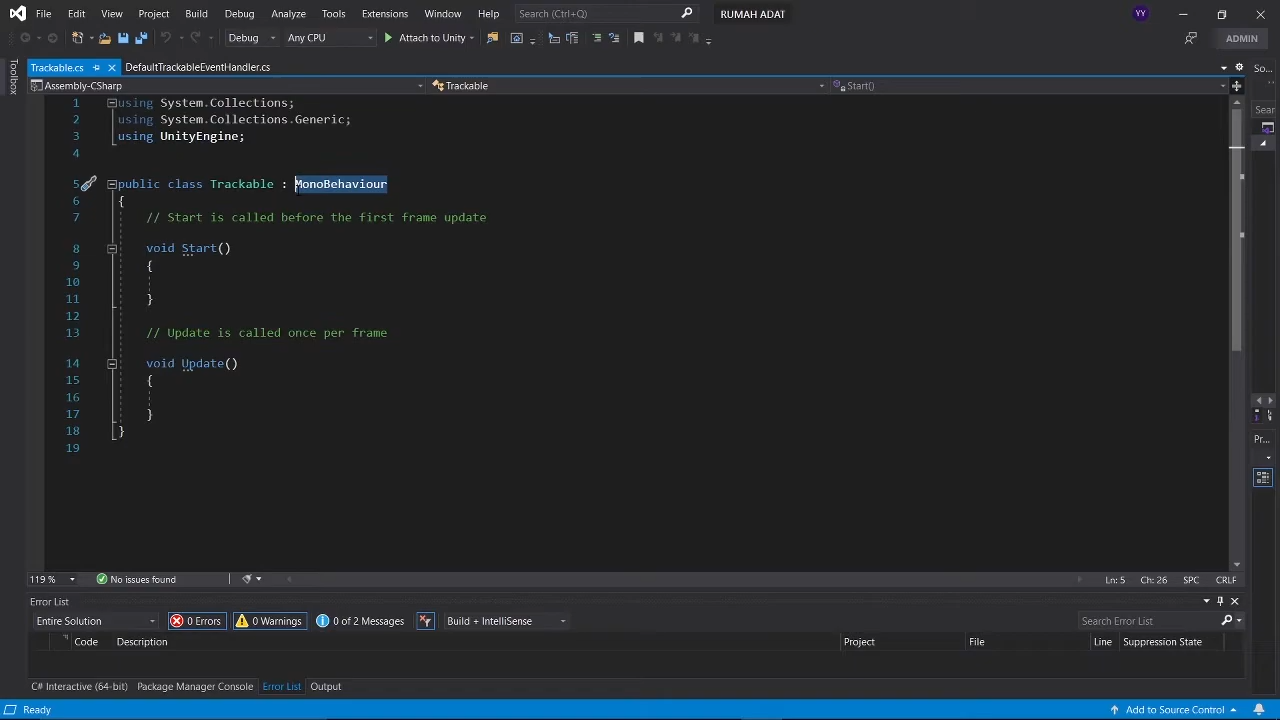 File Edit View Project Build Debug Analyze Tools Extensions Window Help Search (Ctrl+Q) RUMAH ADAT YY
Debug Any CPU Attach to Unity ADMIN
Toolbox
Trackable.cs DefaultTrackableEventHandler.cs So...
Assembly-CSharp Trackable Start()
1 using System.Collections;
2 using System.Collections.Generic;
3 using UnityEngine;
4
5 public class Trackable : MonoBehaviour
6 {
7 // Start is called before the first frame update
8 void Start()
9 {
10
11 }
12
13 // Update is called once per frame
14 void Update()
15 {
16
17 }
18 }
19
Sear
Pr...
119 % No issues found Ln: 5 Ch: 26 SPC CRLF
Error List
Entire Solution 0 Errors 0 Warnings 0 of 2 Messages Build + IntelliSense Search Error List
Code Description Project File Line Suppression State
C# Interactive (64-bit) Package Manager Console Error List Output
Ready Add to Source Control